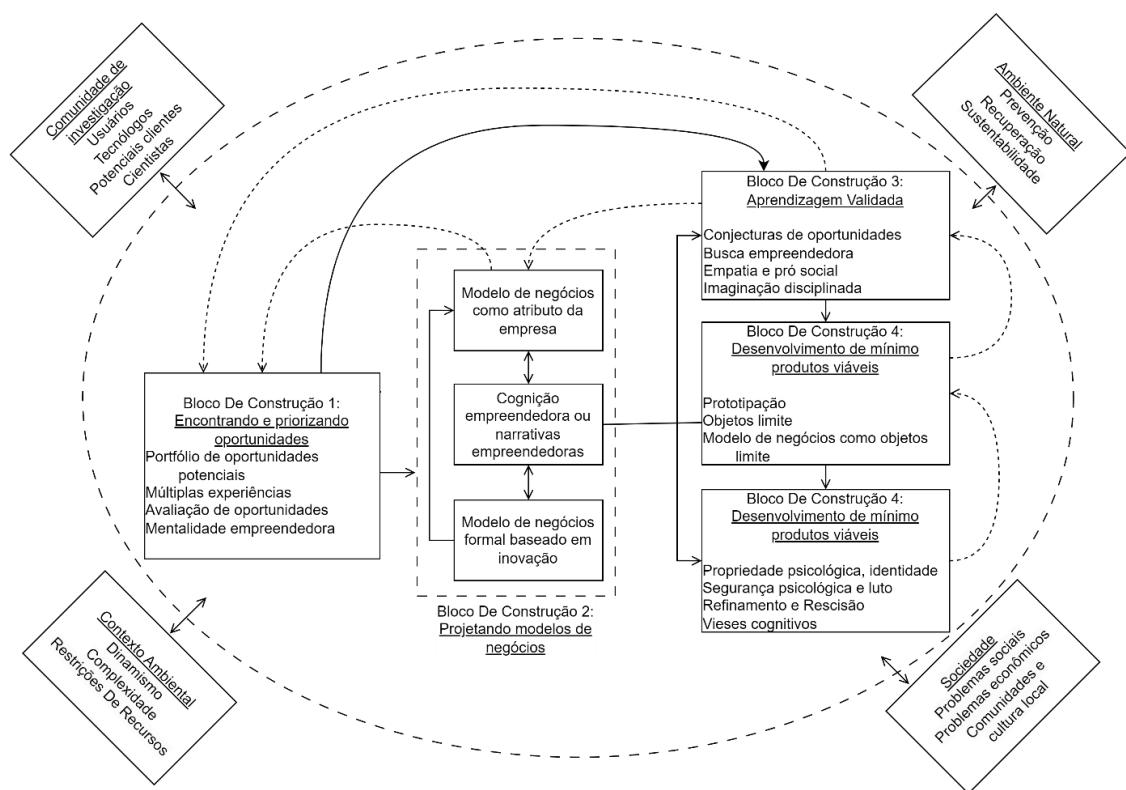 Comunidade de
investigação
Usuários
Tecnólogos
Potenciais clientes
Cientistas
Ambiente Natural
Prevenção
Recuperação
Sustentabilidade
Bloco De Construção 1:
Encontrando e priorizando
oportunidades
Portfólio de oportunidades
potenciais
Múltiplas experiências
Avaliação de oportunidades
Mentalidade empreendedora
Modelo de negócios
como atributo da
empresa
Cognição
empreendedora ou
narrativas
empreendedoras
Modelo de negócios
formal baseado em
inovação
Bloco De Construção 2:
Projetando modelos de
negócios
Bloco De Construção 3:
Aprendizagem Validada
Conjecturas de oportunidades
Busca empreendedora
Empatia e pró social
Imaginação disciplinada
Bloco De Construção 4:
Desenvolvimento de mínimo
produtos viáveis
Prototipação
Objetos limite
Modelo de negócios como objetos
limite
Bloco De Construção 4:
Desenvolvimento de mínimo
produtos viáveis
Propriedade psicológica, identidade
Segurança psicológica e luto
Refinamento e Rescisão
Vieses cognitivos
Contexto Ambiental
Dinamismo
Complexidade
Restrições De Recursos
Sociedade
Problemas sociais
Problemas econômicos
Comunidades e
cultura local